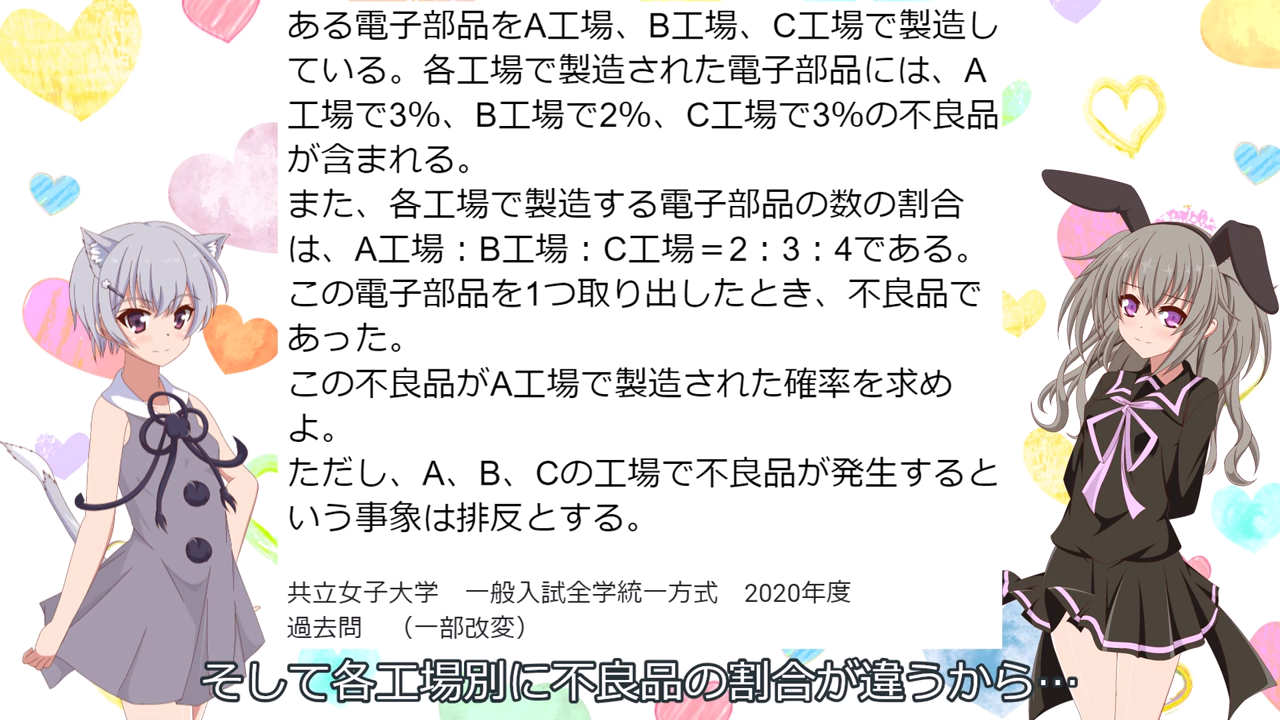 ある電子部品をA工場、B工場、C工場で製造し
ている。各工場で製造された電子部品には、A
工場で3%、B工場で2%、C工場で3%の不良品
が含まれる。
また、各工場で製造する電子部品の数の割合
は、A工場：B工場：C工場＝2：3：4である。
この電子部品を1つ取り出したとき、不良品で
あった。
この不良品がA工場で製造された確率を求め
よ。
ただし、A、B、Cの工場で不良品が発生すると
いう事象は排反とする。
共立女子大学　一般入試全学統一方式　2020年度
過去問　（一部改変）
そして各工場別に不良品の割合が違うから…